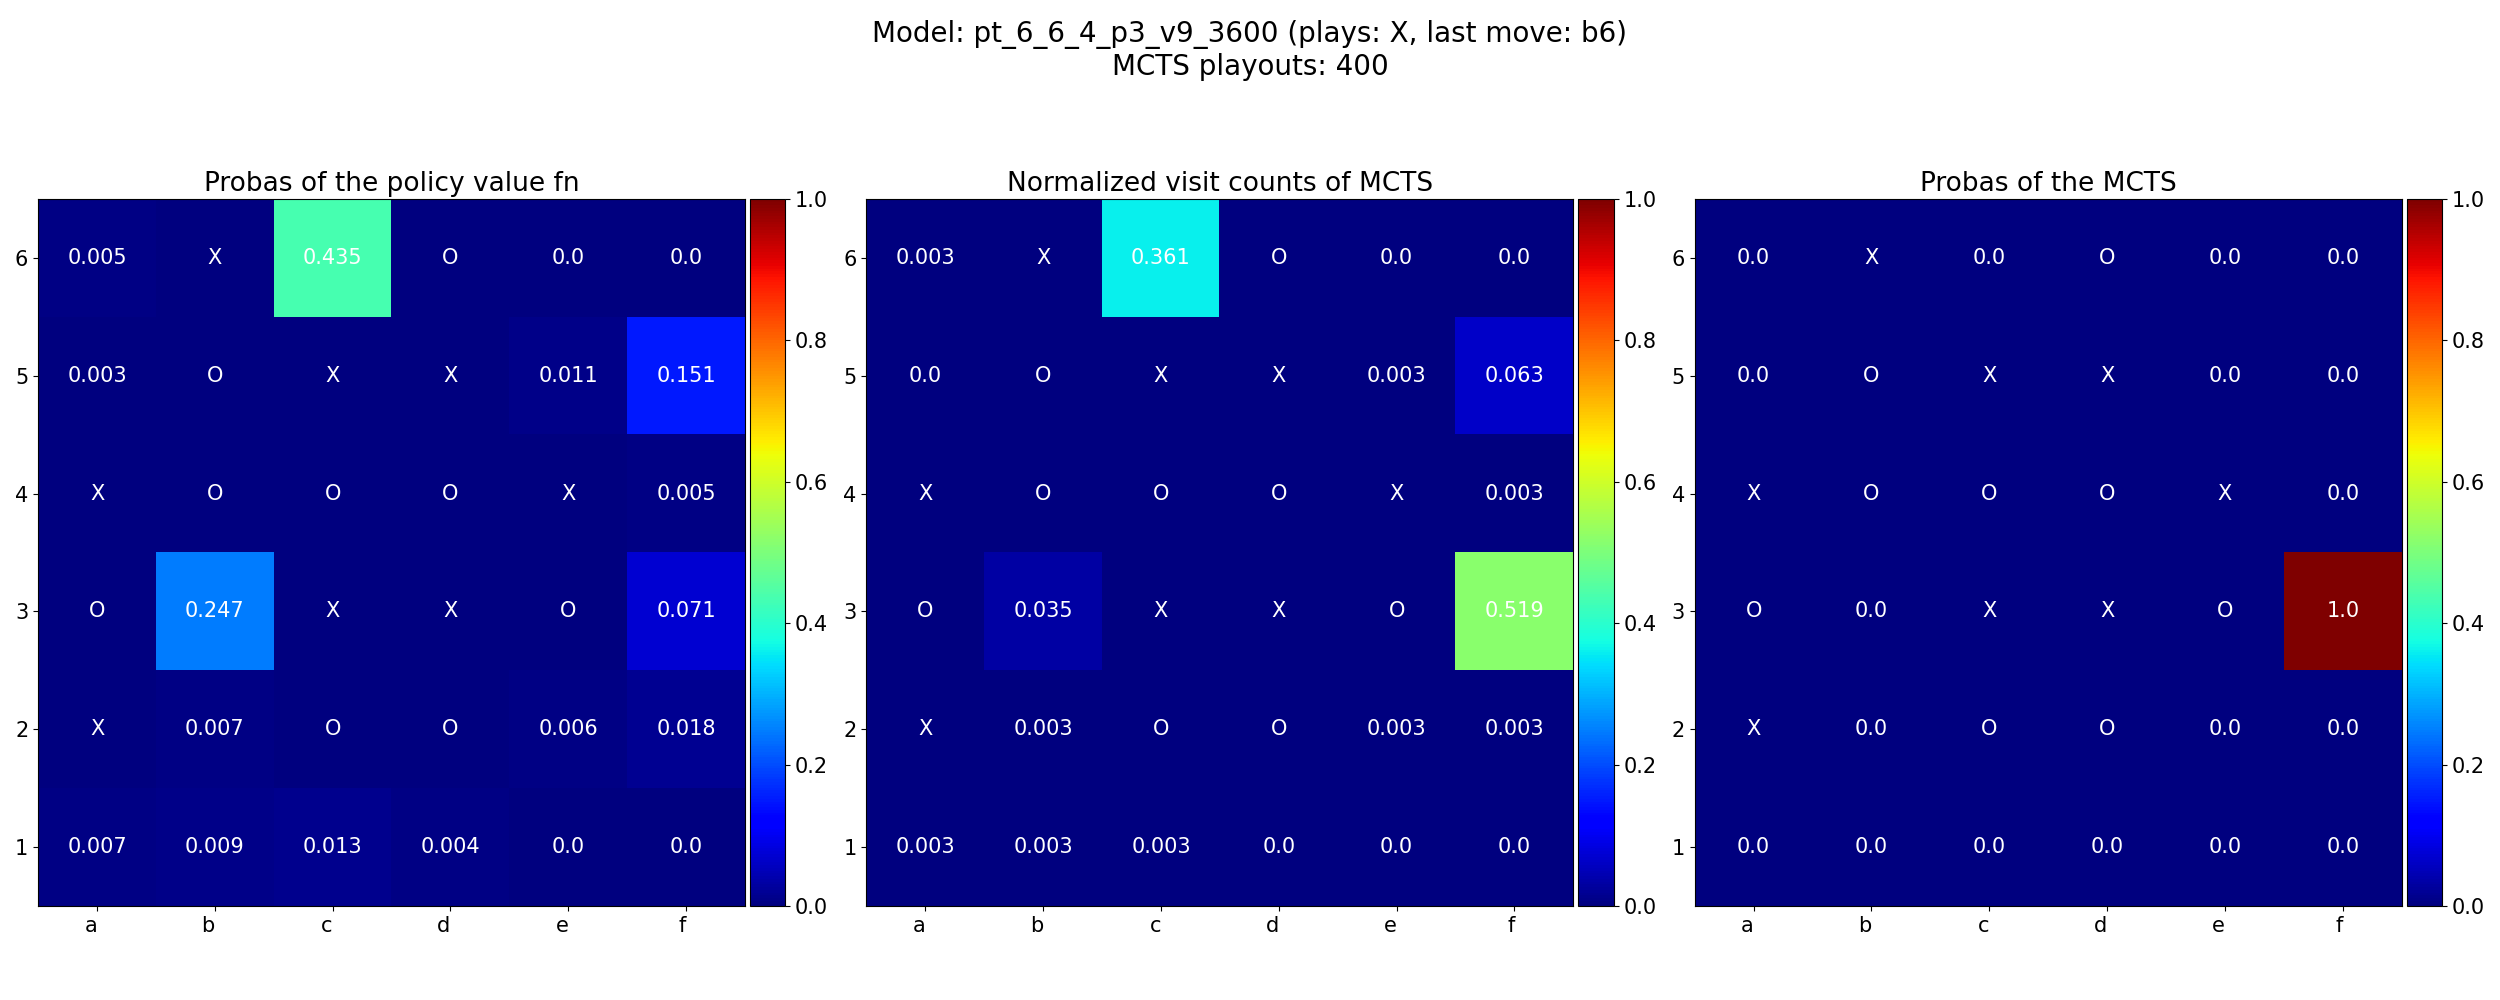 Model: pt_6_6_4_p3_v9_3600 (plays: X, last move: b6)
MCTS playouts: 400
Probas of the policy value fn
6 0.005 X 0.435 O 0.0 0.0
5 0.003 O X X 0.011 0.151
4 X O O O X 0.005
3 O 0.247 X X O 0.071
2 X 0.007 O O 0.006 0.018
1 0.007 0.009 0.013 0.004 0.0 0.0
a b c d e f
1.0
0.8
0.6
0.4
0.2
0.0
Normalized visit counts of MCTS
6 0.003 X 0.361 O 0.0 0.0
5 0.0 O X X 0.003 0.063
4 X O O O X 0.003
3 O 0.035 X X O 0.519
2 X 0.003 O O 0.003 0.003
1 0.003 0.003 0.003 0.0 0.0 0.0
a b c d e f
1.0
0.8
0.6
0.4
0.2
0.0
Probas of the MCTS
6 0.0 X 0.0 O 0.0 0.0
5 0.0 O X X 0.0 0.0
4 X O O O X 0.0
3 O 0.0 X X O 1.0
2 X 0.0 O O 0.0 0.0
1 0.0 0.0 0.0 0.0 0.0 0.0
a b c d e f
1.0
0.8
0.6
0.4
0.2
0.0